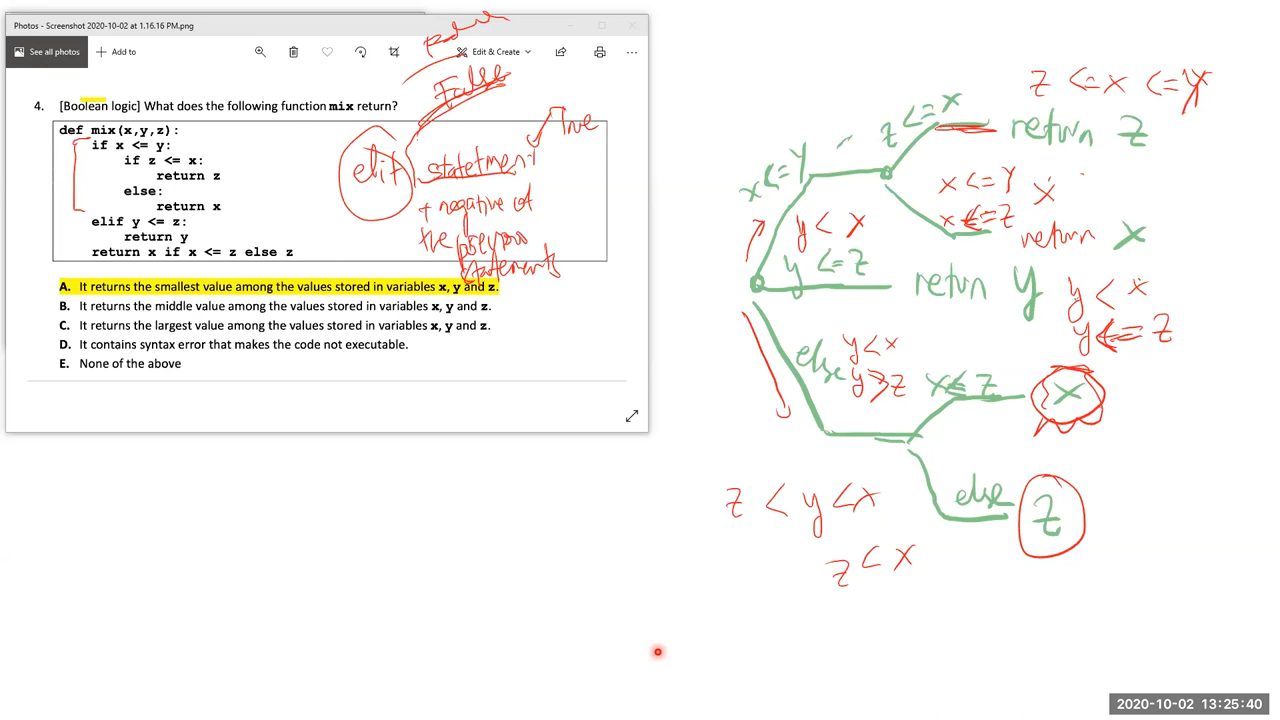 Photos - Screenshot 2020-10-02 at 1.16.16 PM.png
See all photos
Add to
Edit & Create
4. [Boolean logic] What does the following function mix return?
def mix(x,y,z):
if x <= y:
if z <= x:
return z
else:
return x
elif y <= z:
return y
return x if x <= z else z
A. It returns the smallest value among the values stored in variables x, y and z.
B. It returns the middle value among the values stored in variables x, y and z.
C. It returns the largest value among the values stored in variables x, y and z.
D. It contains syntax error that makes the code not executable.
E. None of the above
False
elif
statetment
True
+ negative of
the
statements
z <= x <= y
z <= x
return z
x <= y
x <= y x
x <= z
return x
y < x
y <= z
return y
y < x
y <= z
else
y < x
y > z
x <= z
x
z < y < x
else
z
z < x
2020-10-02 13:25:40